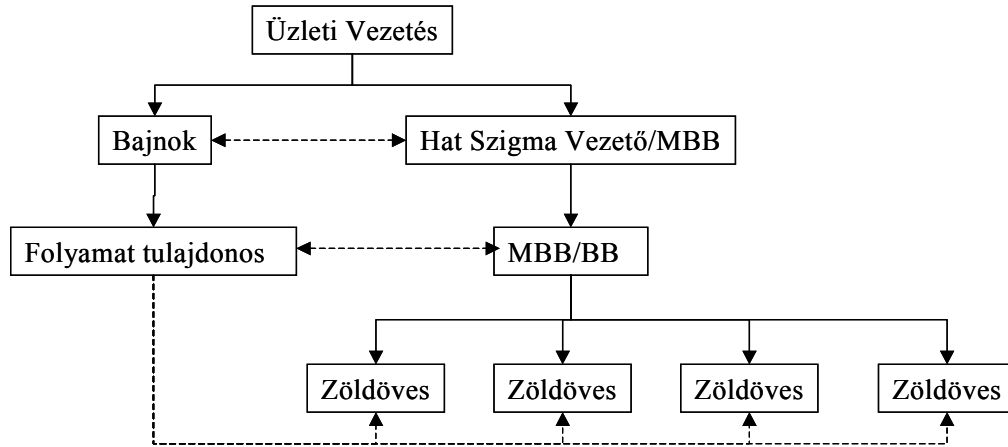 Üzleti Vezetés
Bajnok
Hat Szigma Vezető/MBB
Folyamat tulajdonos
MBB/BB
Zöldöves
Zöldöves
Zöldöves
Zöldöves